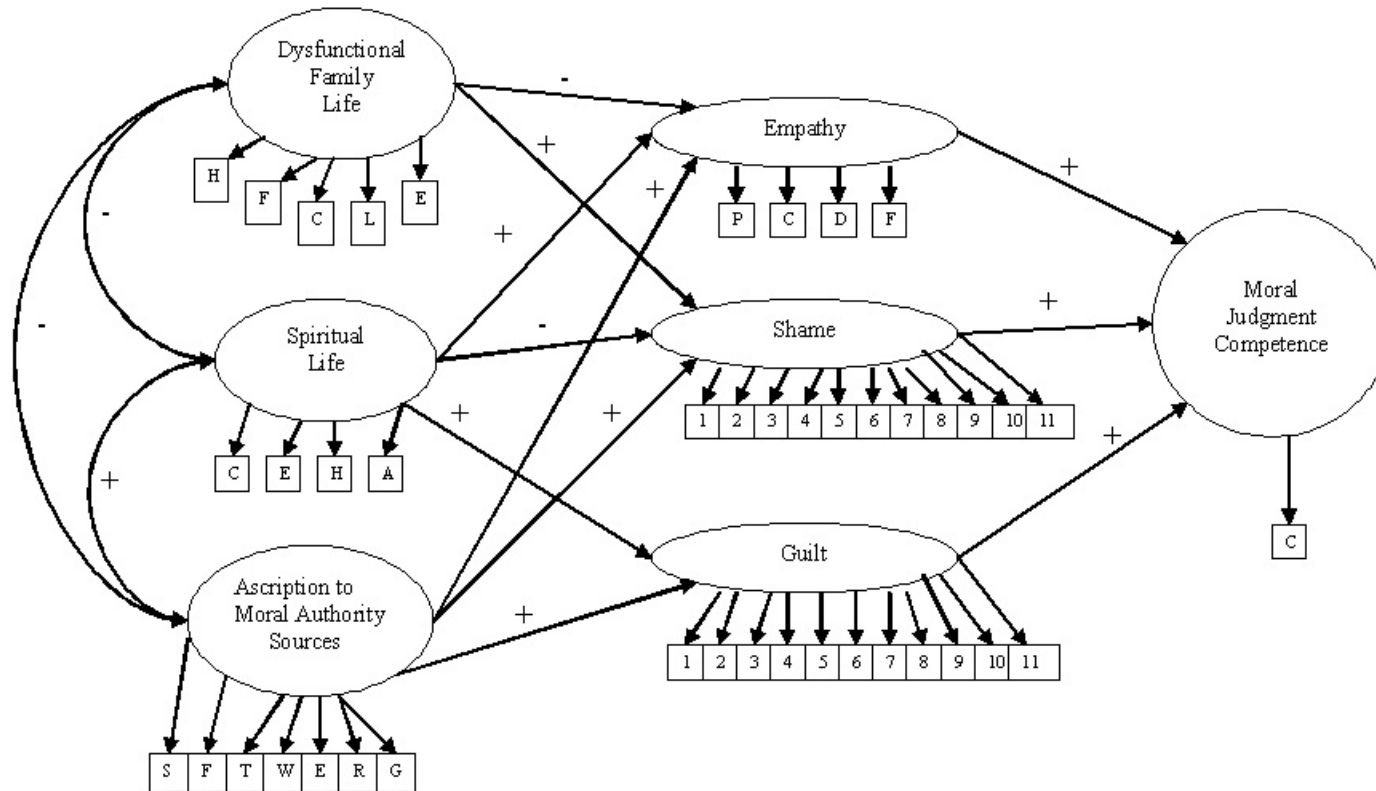 Dysfunctional
Family
Life
-
Empathy
+
+
H
F
C
L
E
+
P
C
D
F
-
+
Moral
Judgment
Competence
-
Spiritual
Life
-
Shame
+
C
E
H
A
+
+
1 2 3 4 5 6 7 8 9 10 11
+
+
C
Ascription to
Moral Authority
Sources
+
Guilt
1 2 3 4 5 6 7 8 9 10 11
S F T W E R G